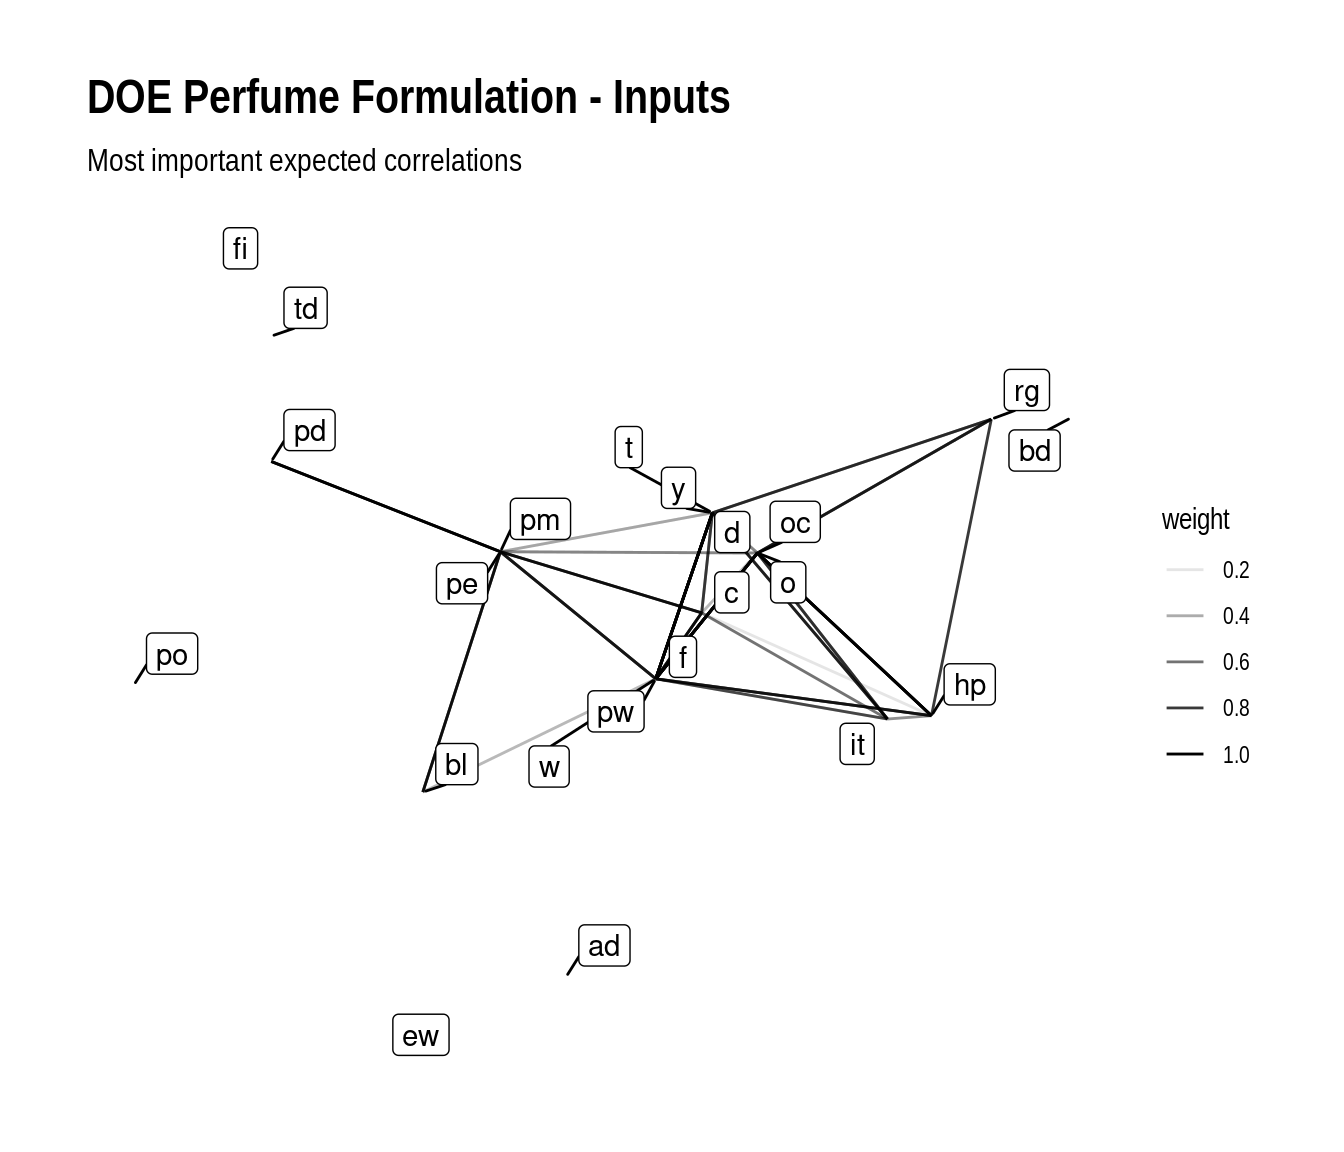 DOE Perfume Formulation - Inputs
Most important expected correlations
fi
td
rg
pd
t
bd
y
pm
oc
d
weight
0.2
0.4
0.6
0.8
1.0
pe
o
c
po
f
hp
pw
it
bl
w
ad
ew